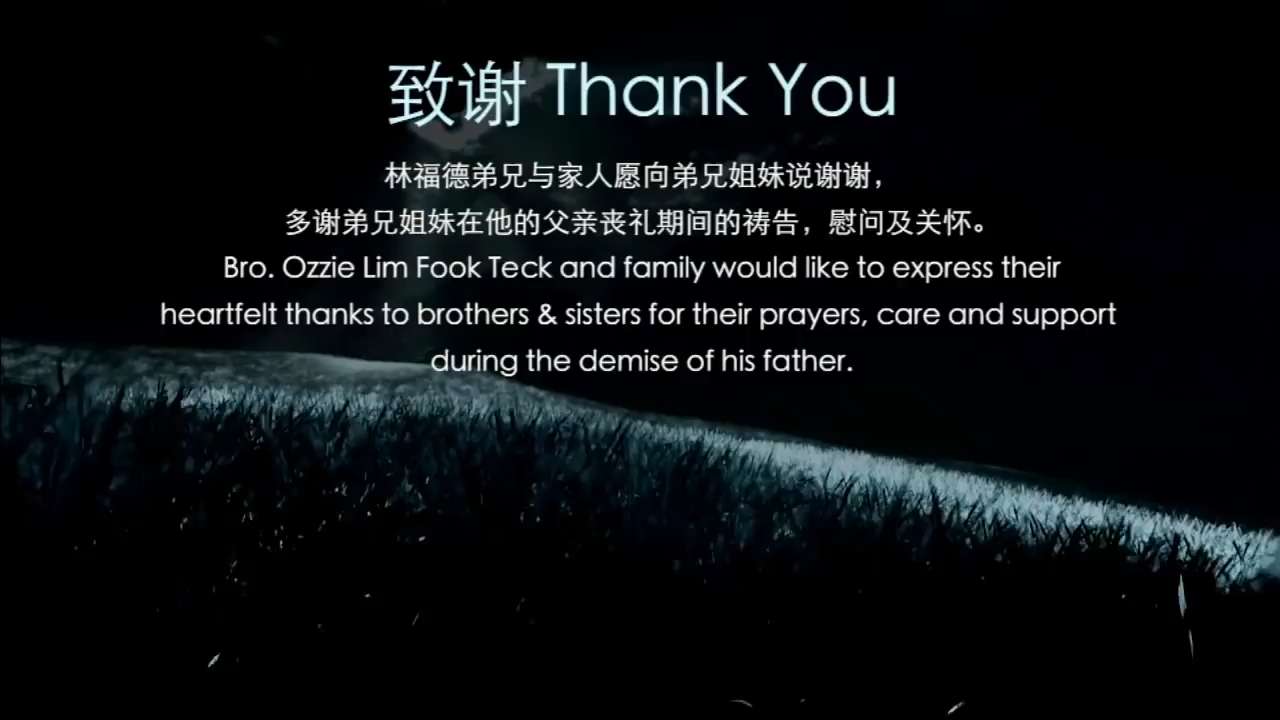 致谢 Thank You
林福德弟兄与家人愿向弟兄姐妹说谢谢，
多谢弟兄姐妹在他的父亲丧礼期间的祷告，慰问及关怀。
Bro. Ozzie Lim Fook Teck and family would like to express their
heartfelt thanks to brothers & sisters for their prayers, care and support
during the demise of his father.